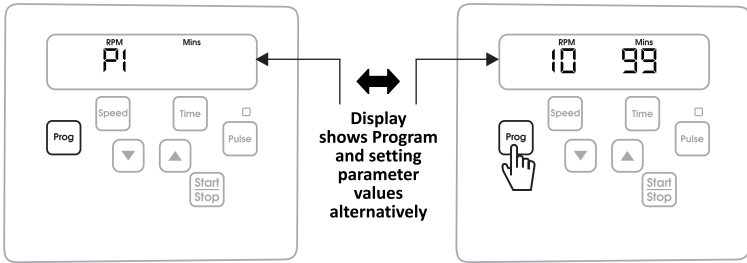 RPM Mins
P1
Speed Time
Prog Pulse
Start
Stop
Display
shows Program
and setting
parameter
values
alternatively
RPM Mins
10 99
Speed Time
Prog Pulse
Start
Stop